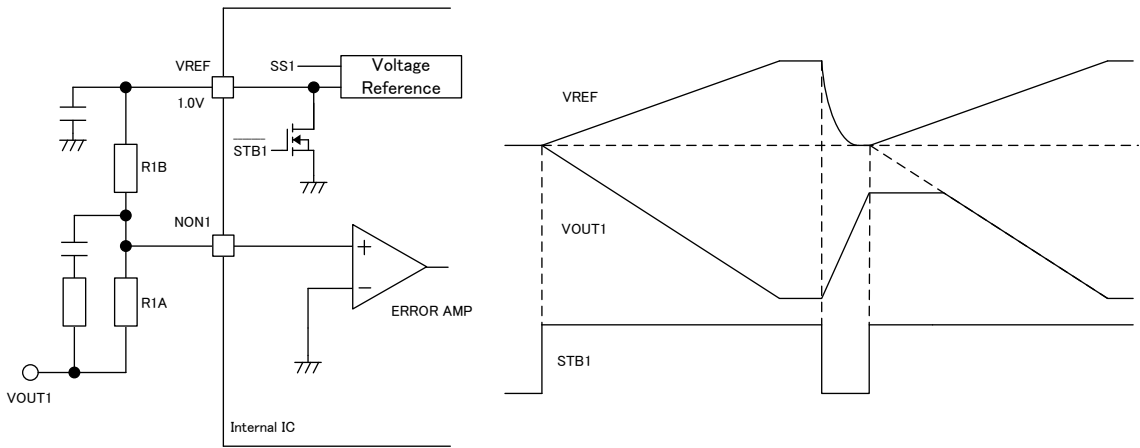 VREF
1.0V
SS1
Voltage
Reference
STB1
R1B
NON1
R1A
+
−
ERROR AMP
VOUT1
Internal IC
VREF
VOUT1
STB1